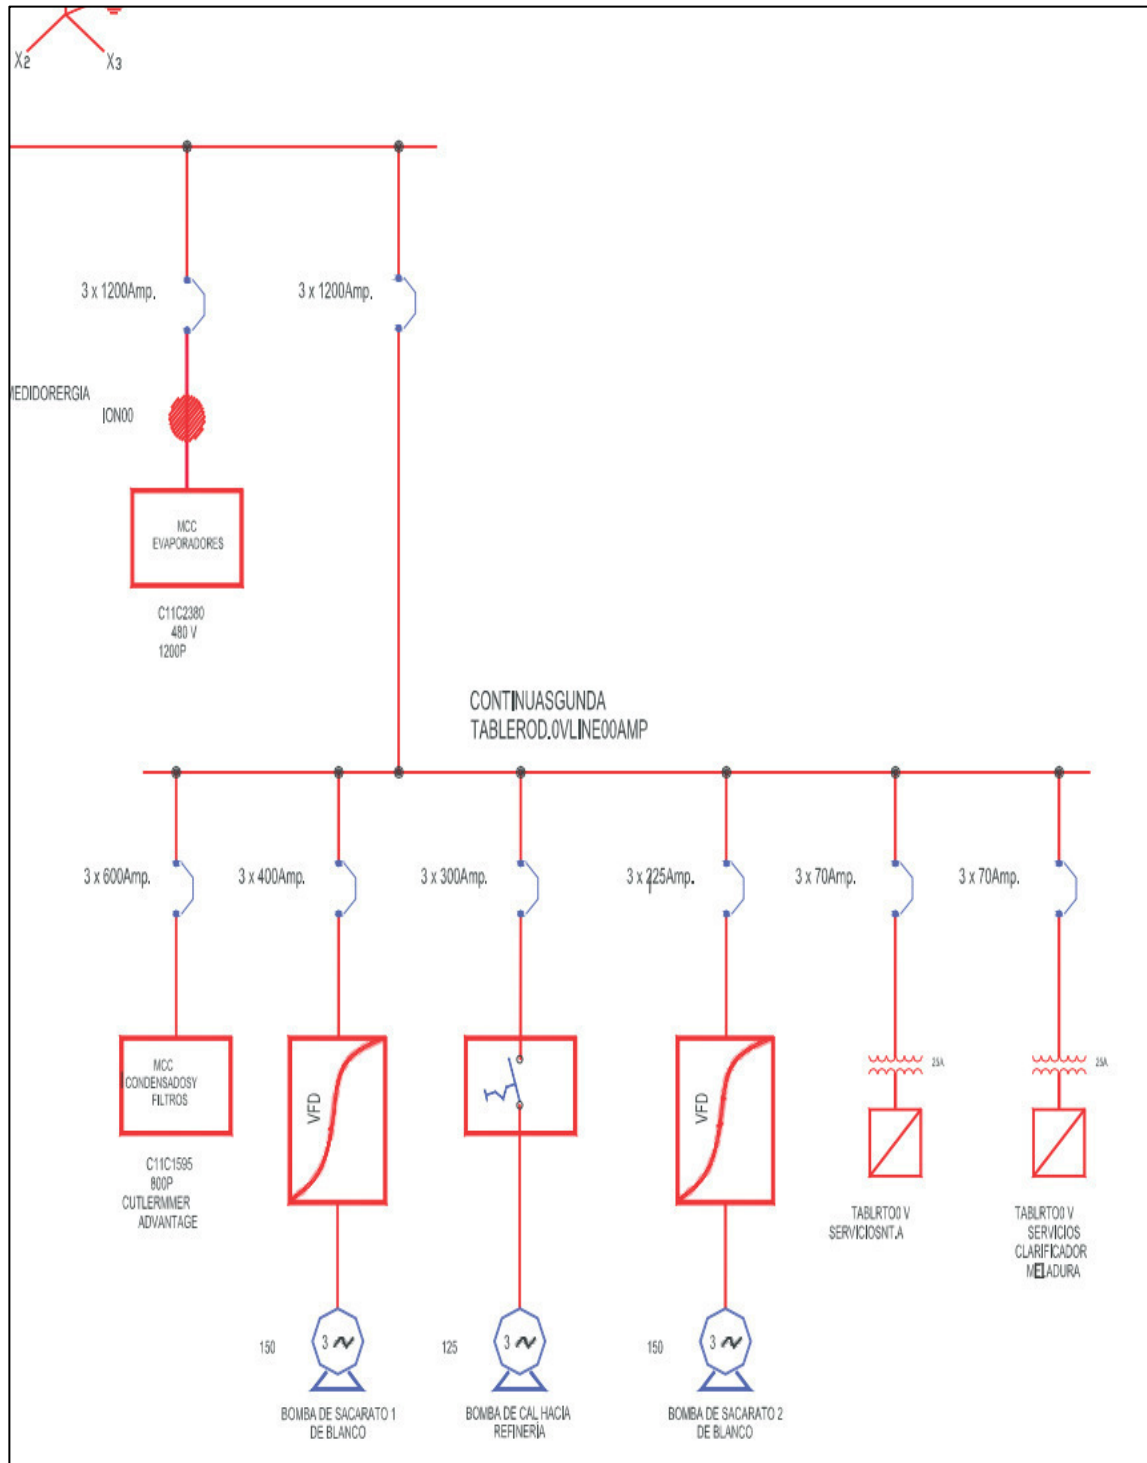 X2
X3
3 x 1200Amp.
3 x 1200Amp.
MEDIDORERGIA
ION00
MCC
EVAPORADORES
C11C2380
480 V
1200P
CONTINUASGUNDA
TABLEROD.0VLINE00AMP
3 x 600Amp.
3 x 400Amp.
3 x 300Amp.
3 x 225Amp.
3 x 70Amp.
3 x 70Amp.
MCC
CONDENSADOSY
FILTROS
C11C1595
800P
CUTLERMMER
ADVANTAGE
VFD
VFD
25A
25A
TABLRTO0 V
SERVICIOSNT.A
TABLRTO0 V
SERVICIOS
CLARIFICADOR
MELADURA
150
3
BOMBA DE SACARATO 1
DE BLANCO
125
3
BOMBA DE CAL HACIA
REFINERÍA
150
3
BOMBA DE SACARATO 2
DE BLANCO